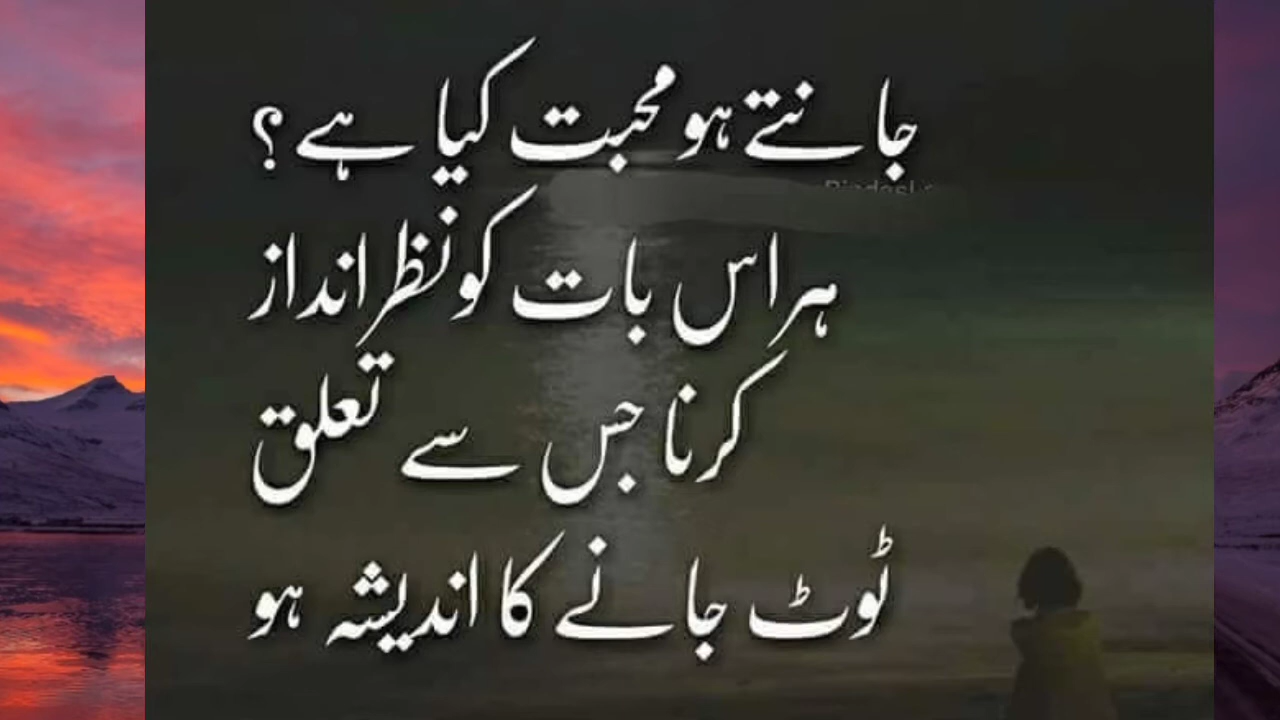 جانتے ہو محبت کیا ہے؟
ہر اس بات کو نظر انداز
کرنا جس سے تعلق
ٹوٹ جانے کا اندیشہ ہو